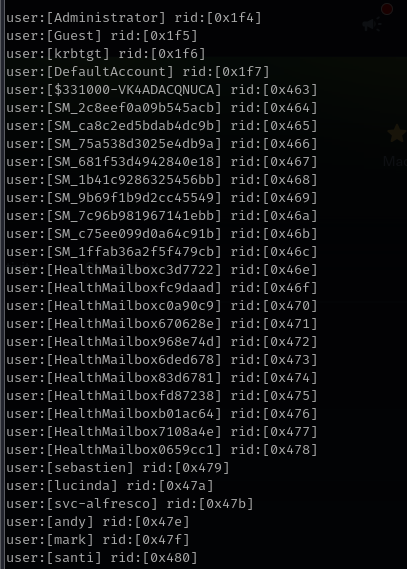 user:[Administrator] rid:[0x1f4]
user:[Guest] rid:[0x1f5]
user:[krbtgt] rid:[0x1f6]
user:[DefaultAccount] rid:[0x1f7]
user:[$331000-VK4ADACQNUCA] rid:[0x463]
user:[SM_2c8eef0a09b545acb] rid:[0x464]
user:[SM_ca8c2ed5bdab4dc9b] rid:[0x465]
user:[SM_75a538d3025e4db9a] rid:[0x466]
user:[SM_681f53d4942840e18] rid:[0x467]
user:[SM_1b41c9286325456bb] rid:[0x468]
user:[SM_9b69f1b9d2cc45549] rid:[0x469]
user:[SM_7c96b981967141ebb] rid:[0x46a]
user:[SM_c75ee099d0a64c91b] rid:[0x46b]
user:[SM_1ffab36a2f5f479cb] rid:[0x46c]
user:[HealthMailboxc3d7722] rid:[0x46e]
user:[HealthMailboxfc9daad] rid:[0x46f]
user:[HealthMailboxc0a90c9] rid:[0x470]
user:[HealthMailbox670628e] rid:[0x471]
user:[HealthMailbox968e74d] rid:[0x472]
user:[HealthMailbox6ded678] rid:[0x473]
user:[HealthMailbox83d6781] rid:[0x474]
user:[HealthMailboxfd87238] rid:[0x475]
user:[HealthMailboxb01ac64] rid:[0x476]
user:[HealthMailbox7108a4e] rid:[0x477]
user:[HealthMailbox0659cc1] rid:[0x478]
user:[sebastien] rid:[0x479]
user:[lucinda] rid:[0x47a]
user:[svc-alfresco] rid:[0x47b]
user:[andy] rid:[0x47e]
user:[mark] rid:[0x47f]
user:[santi] rid:[0x480]